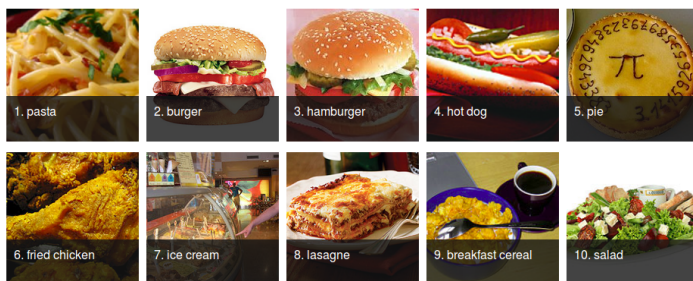 1. pasta
2. burger
3. hamburger
4. hot dog
5. pie
π
6. fried chicken
7. ice cream
8. lasagne
9. breakfast cereal
10. salad